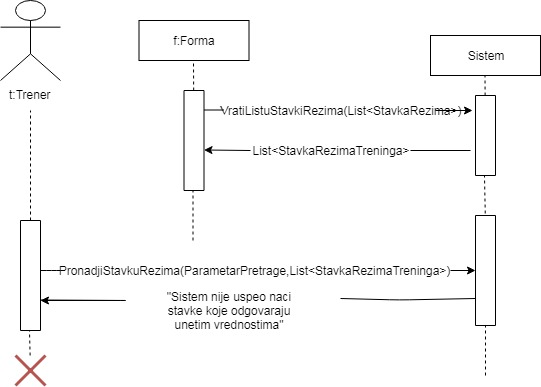 f:Forma
Sistem
t:Trener
VratiListuStavkiRezima(List<StavkaRezima>)
List<StavkaRezimaTreninga>
PronadjiStavkuRezima(ParametarPretrage,List<StavkaRezimaTreninga>)
"Sistem nije uspeo naci
stavke koje odgovaraju
unetim vrednostima"